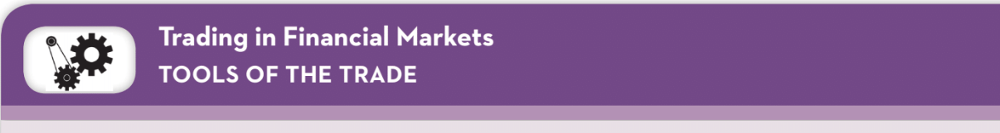 Trading in Financial Markets
TOOLS OF THE TRADE